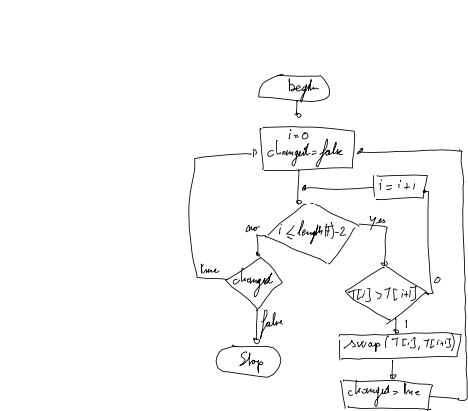 begin
i=0
changed=false
i=i+1
no
i ≤ length(T)-2
yes
true
changed
T[i]>T[i+1]
0
false
1
Stop
swap(T[i],T[i+1])
changed=true